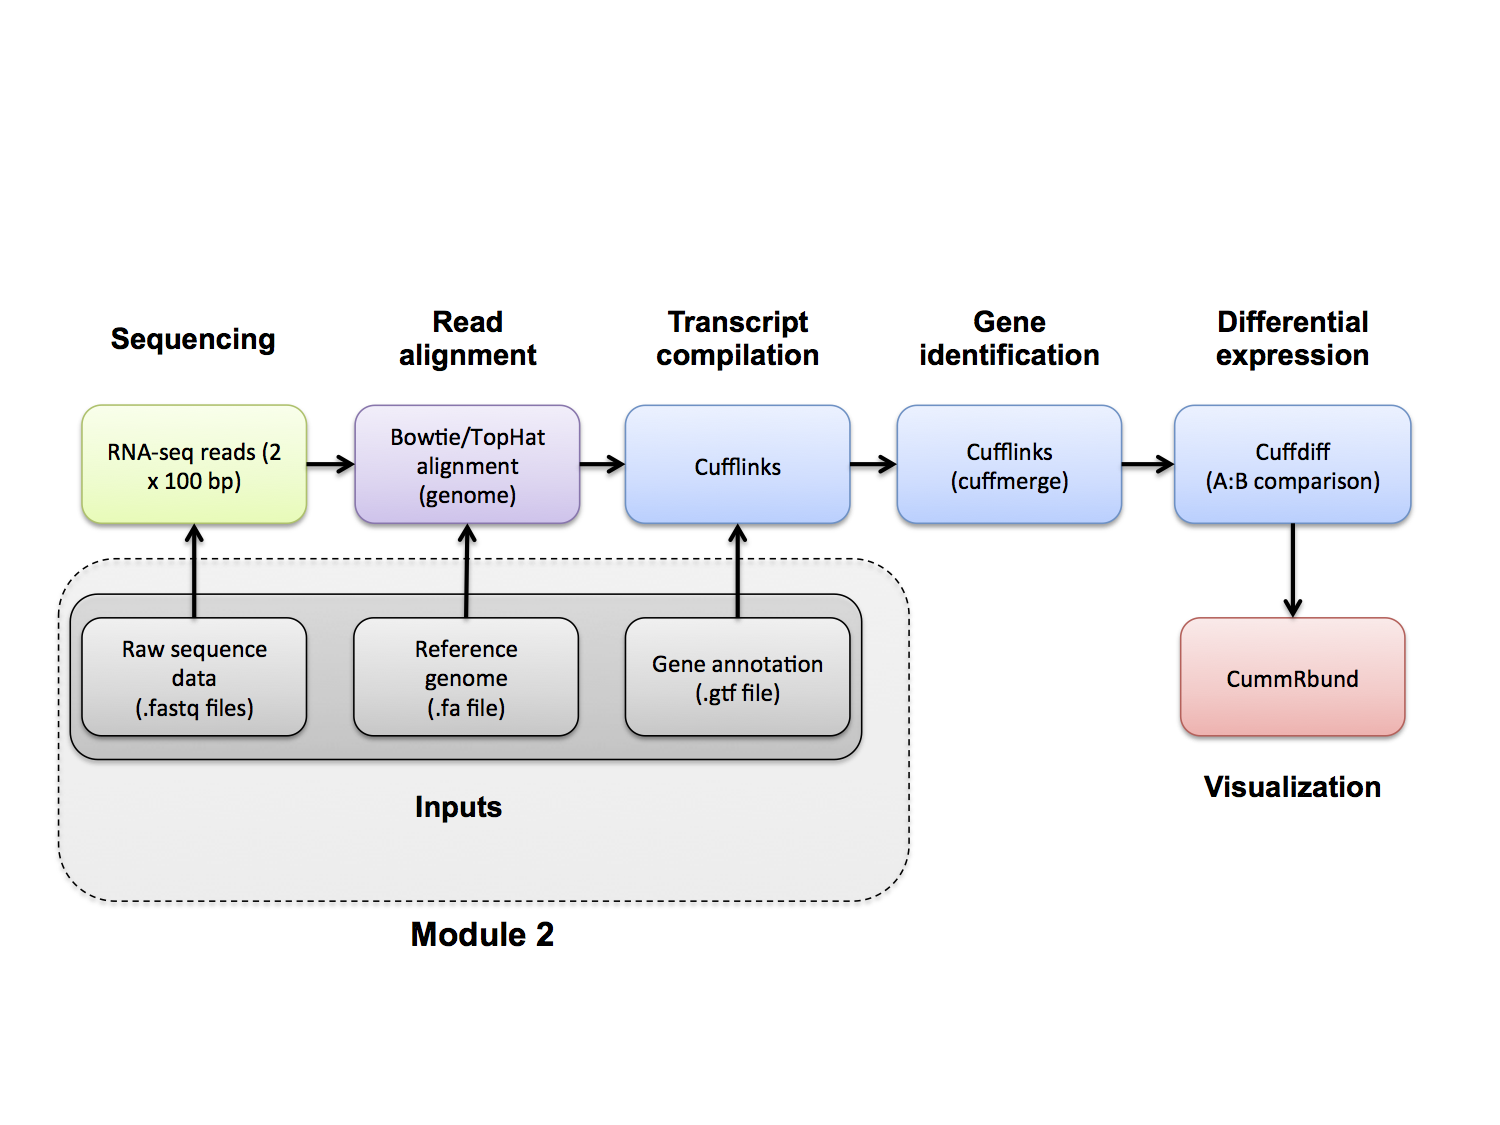 Sequencing
Read
alignment
Transcript
compilation
Gene
identification
Differential
expression
RNA-seq reads (2
x 100 bp)
Bowtie/TopHat
alignment
(genome)
Cufflinks
Cufflinks
(cuffmerge)
Cuffdiff
(A:B comparison)
Raw sequence
data
(.fastq files)
Reference
genome
(.fa file)
Gene annotation
(.gtf file)
CummRbund
Inputs
Visualization
Module 2